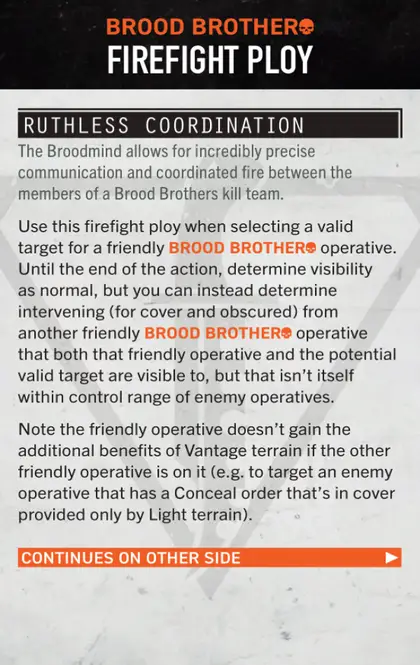 BROOD BROTHER
FIREFIGHT PLOY
RUTHLESS COORDINATION
The Broodmind allows for incredibly precise
communication and coordinated fire between the
members of a Brood Brothers kill team.
Use this firefight ploy when selecting a valid
target for a friendly BROOD BROTHER operative.
Until the end of the action, determine visibility
as normal, but you can instead determine
intervening (for cover and obscured) from
another friendly BROOD BROTHER operative
that both that friendly operative and the potential
valid target are visible to, but that isn’t itself
within control range of enemy operatives.
Note the friendly operative doesn’t gain the
additional benefits of Vantage terrain if the other
friendly operative is on it (e.g. to target an enemy
operative that has a Conceal order that’s in cover
provided only by Light terrain).
CONTINUES ON OTHER SIDE